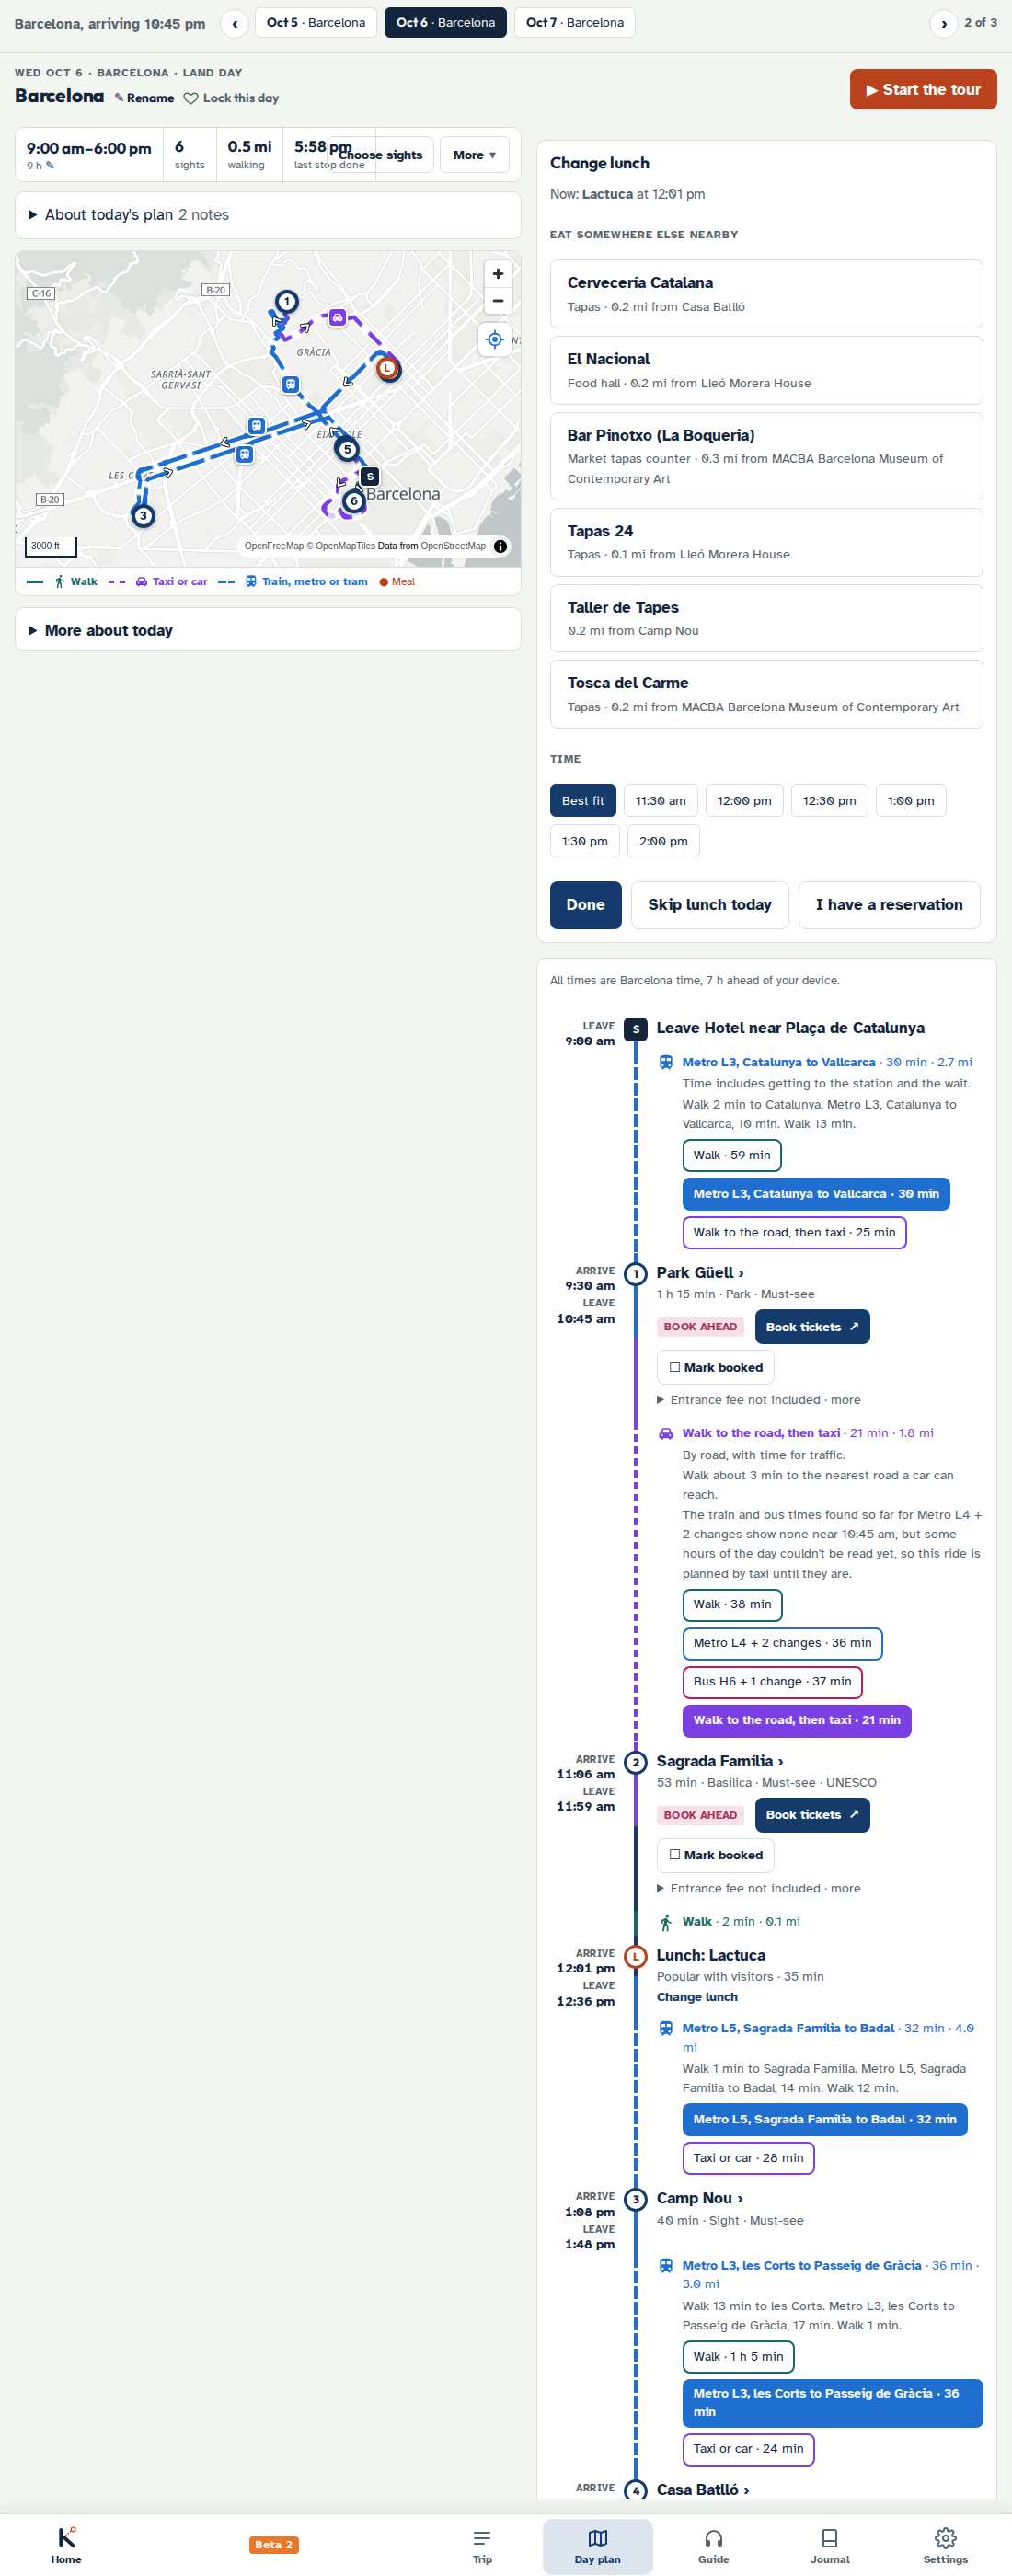 Barcelona, arriving 10:45 pm
‹
Oct 5 · Barcelona
Oct 6 · Barcelona
Oct 7 · Barcelona
›
2 of 3
WED OCT 6 · BARCELONA · LAND DAY
Barcelona ✎ Rename ♡ Lock this day
▶ Start the tour
9:00 am–6:00 pm
9 h ✎
6
sights
0.5 mi
walking
5:58 pm
last stop done
Choose sights
More ▾
▶ About today's plan 2 notes
C-16
B-20
1
GRÀCIA
SARRIÀ-SANT
GERVASI
L
5
S
LES C
6
Barcelona
B-20
3
+
−
3000 ft
OpenFreeMap © OpenMapTiles Data from OpenStreetMap
Walk
Taxi or car
Train, metro or tram
Meal
▶ More about today
Change lunch
Now: Lactuca at 12:01 pm
EAT SOMEWHERE ELSE NEARBY
Cervecería Catalana
Tapas · 0.2 mi from Casa Batlló
El Nacional
Food hall · 0.2 mi from Lleó Morera House
Bar Pinotxo (La Boqueria)
Market tapas counter · 0.3 mi from MACBA Barcelona Museum of
Contemporary Art
Tapas 24
Tapas · 0.1 mi from Lleó Morera House
Taller de Tapes
0.2 mi from Camp Nou
Tosca del Carme
Tapas · 0.2 mi from MACBA Barcelona Museum of Contemporary Art
TIME
Best fit
11:30 am
12:00 pm
12:30 pm
1:00 pm
1:30 pm
2:00 pm
Done
Skip lunch today
I have a reservation
All times are Barcelona time, 7 h ahead of your device.
LEAVE
9:00 am
S
Leave Hotel near Plaça de Catalunya
Metro L3, Catalunya to Vallcarca · 30 min · 2.7 mi
Time includes getting to the station and the wait.
Walk 2 min to Catalunya. Metro L3, Catalunya to
Vallcarca, 10 min. Walk 13 min.
Walk · 59 min
Metro L3, Catalunya to Vallcarca · 30 min
Walk to the road, then taxi · 25 min
ARRIVE
9:30 am
LEAVE
10:45 am
1
Park Güell ›
1 h 15 min · Park · Must-see
BOOK AHEAD
Book tickets ↗
☐ Mark booked
▶ Entrance fee not included · more
Walk to the road, then taxi · 21 min · 1.8 mi
By road, with time for traffic.
Walk about 3 min to the nearest road a car can
reach.
The train and bus times found so far for Metro L4 +
2 changes show none near 10:45 am, but some
hours of the day couldn't be read yet, so this ride is
planned by taxi until they are.
Walk · 38 min
Metro L4 + 2 changes · 36 min
Bus H6 + 1 change · 37 min
Walk to the road, then taxi · 21 min
ARRIVE
11:06 am
LEAVE
11:59 am
2
Sagrada Família ›
53 min · Basilica · Must-see · UNESCO
BOOK AHEAD
Book tickets ↗
☐ Mark booked
▶ Entrance fee not included · more
Walk · 2 min · 0.1 mi
ARRIVE
12:01 pm
LEAVE
12:36 pm
L
Lunch: Lactuca
Popular with visitors · 35 min
Change lunch
Metro L5, Sagrada Família to Badal · 32 min · 4.0
mi
Walk 1 min to Sagrada Família. Metro L5, Sagrada
Família to Badal, 14 min. Walk 12 min.
Metro L5, Sagrada Família to Badal · 32 min
Taxi or car · 28 min
ARRIVE
1:08 pm
LEAVE
1:48 pm
3
Camp Nou ›
40 min · Sight · Must-see
Metro L3, les Corts to Passeig de Gràcia · 36 min ·
3.0 mi
Walk 13 min to les Corts. Metro L3, les Corts to
Passeig de Gràcia, 17 min. Walk 1 min.
Walk · 1 h 5 min
Metro L3, les Corts to Passeig de Gràcia · 36
min
Taxi or car · 24 min
ARRIVE
4
Casa Batlló ›
Home
Beta 2
Trip
Day plan
Guide
Journal
Settings